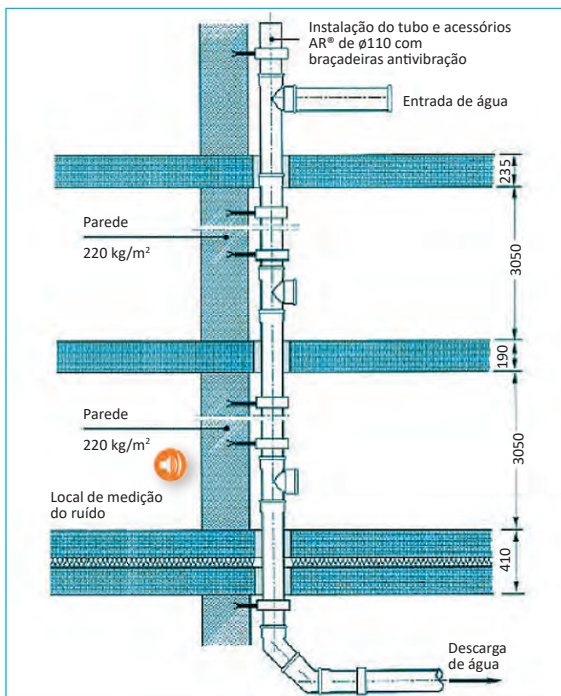 Instalação do tubo e acessórios
AR® de ø110 com
braçadeiras antivibração
Entrada de água
235
Parede
220 kg/m²
3050
190
Parede
220 kg/m²
3050
Local de medição
do ruído
410
Descarga
de água